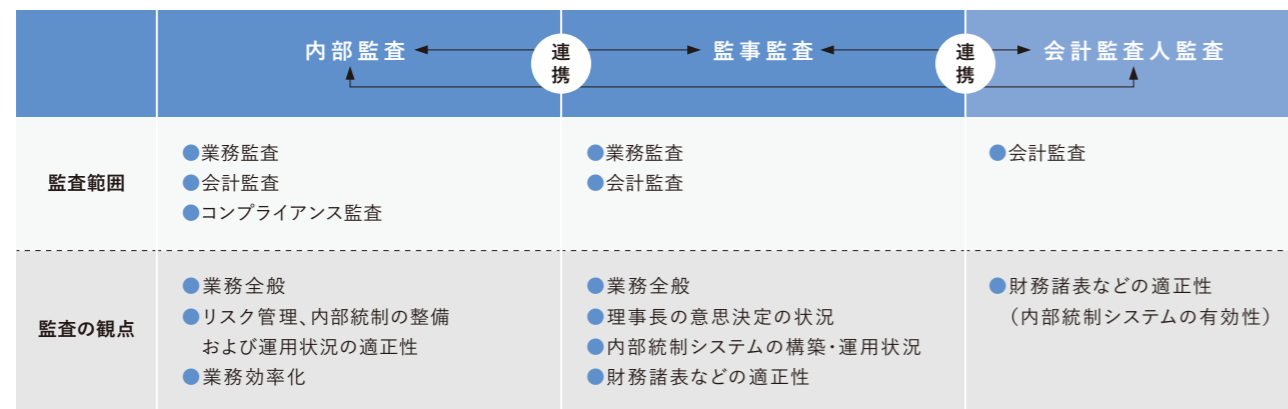 内部監査
連携
監事監査
連携
会計監査人監査
監査範囲
●業務監査
●会計監査
●コンプライアンス監査
●業務監査
●会計監査
●会計監査
監査の観点
●業務全般
●リスク管理、内部統制の整備
および運用状況の適正性
●業務効率化
●業務全般
●理事長の意思決定の状況
●内部統制システムの構築・運用状況
●財務諸表などの適正性
●財務諸表などの適正性
（内部統制システムの有効性）